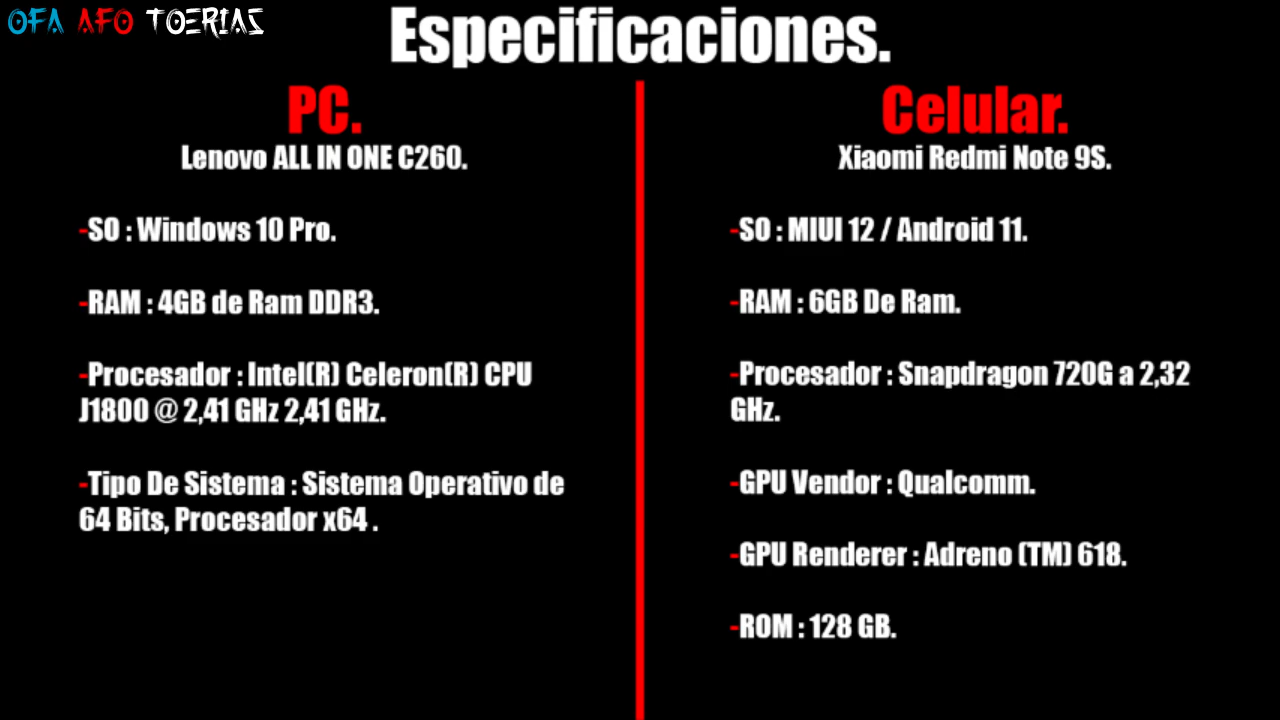 OFA AFO TOERIAS
Especificaciones.
PC.
Lenovo ALL IN ONE C260.
-SO : Windows 10 Pro.
-RAM : 4GB de Ram DDR3.
-Procesador : Intel(R) Celeron(R) CPU
J1800 @ 2,41 GHz 2,41 GHz.
-Tipo De Sistema : Sistema Operativo de
64 Bits, Procesador x64 .
Celular.
Xiaomi Redmi Note 9S.
-SO : MIUI 12 / Android 11.
-RAM : 6GB De Ram.
-Procesador : Snapdragon 720G a 2,32
GHz.
-GPU Vendor : Qualcomm.
-GPU Renderer : Adreno (TM) 618.
-ROM : 128 GB.